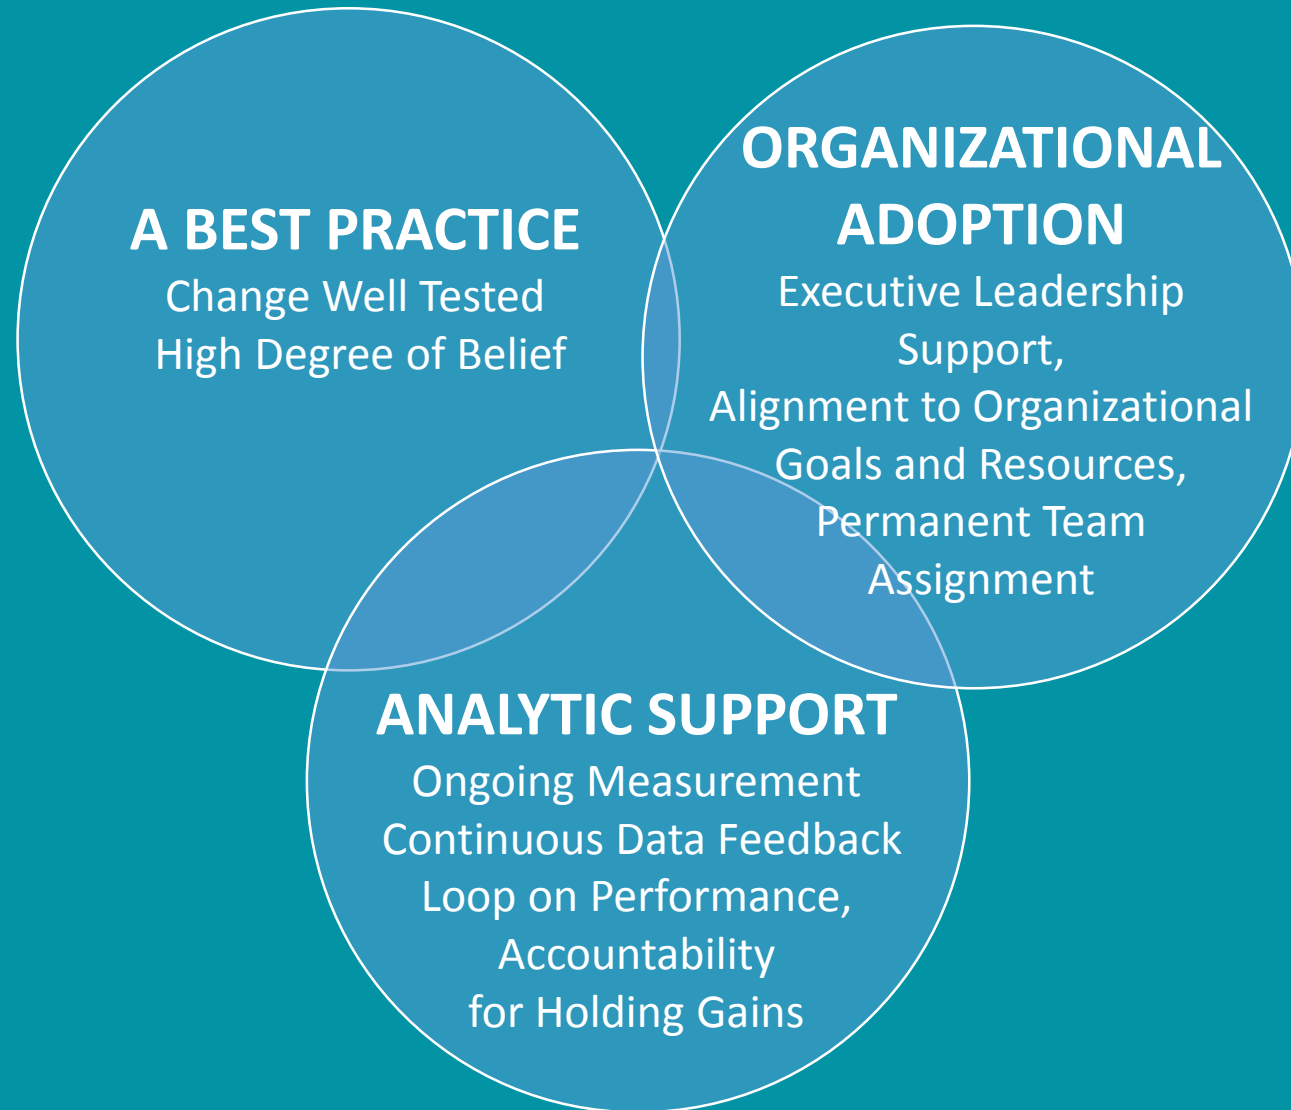 A BEST PRACTICE
Change Well Tested
High Degree of Belief
ORGANIZATIONAL
ADOPTION
Executive Leadership
Support,
Alignment to Organizational
Goals and Resources,
Permanent Team
Assignment
ANALYTIC SUPPORT
Ongoing Measurement
Continuous Data Feedback
Loop on Performance,
Accountability
for Holding Gains